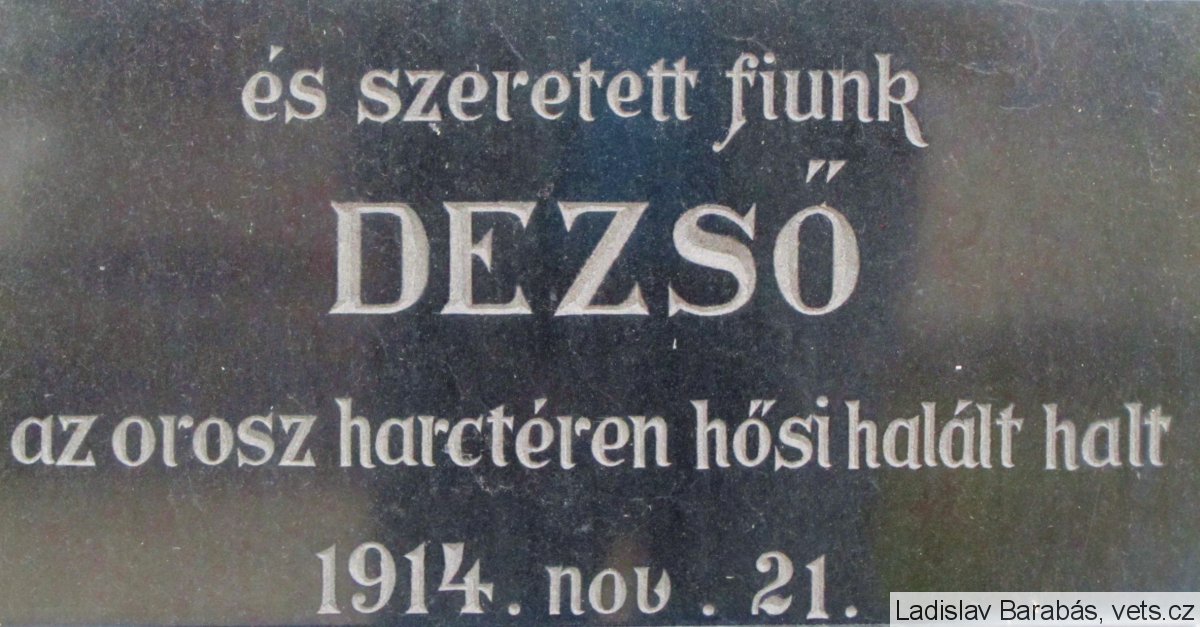 és szeretett fiunk
DEZSŐ
az orosz harctéren hősi halált halt
1914. nov. 21.
Ladislav Barabás, vets.cz